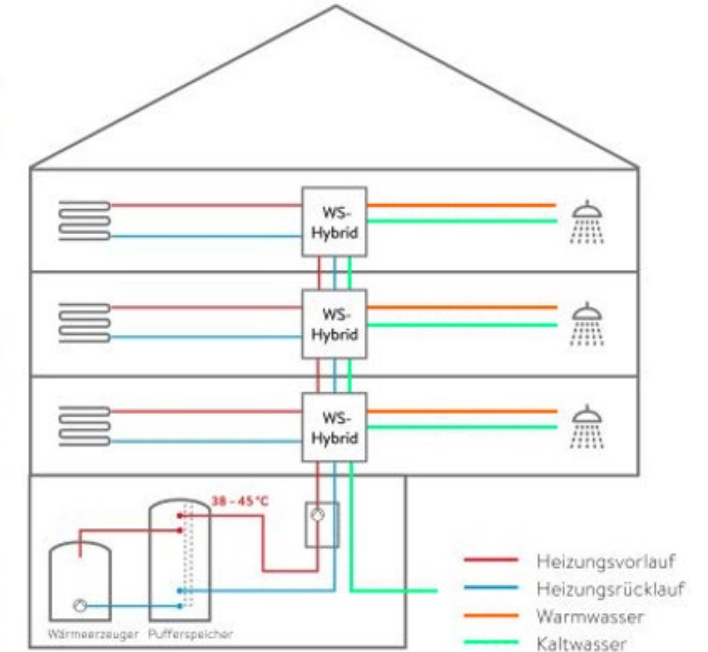 WS-
Hybrid
WS-
Hybrid
WS-
Hybrid
38 - 45 °C
Wärmeerzeuger Pufferspeicher
Heizungsvorlauf
Heizungsrücklauf
Warmwasser
Kaltwasser